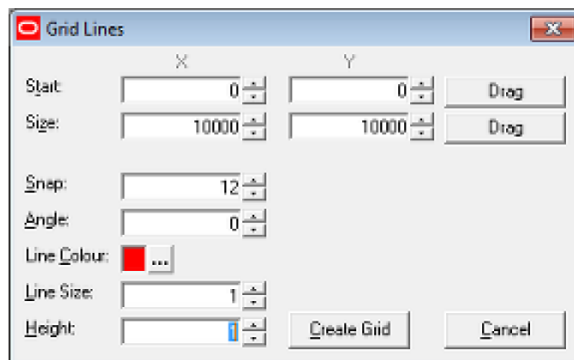 Grid Lines
X Y
Start: 0 0 Drag
Size: 10000 10000 Drag
Snap: 12
Angle: 0
Line Colour: ...
Line Size: 1
Height: 1 Create Grid Cancel